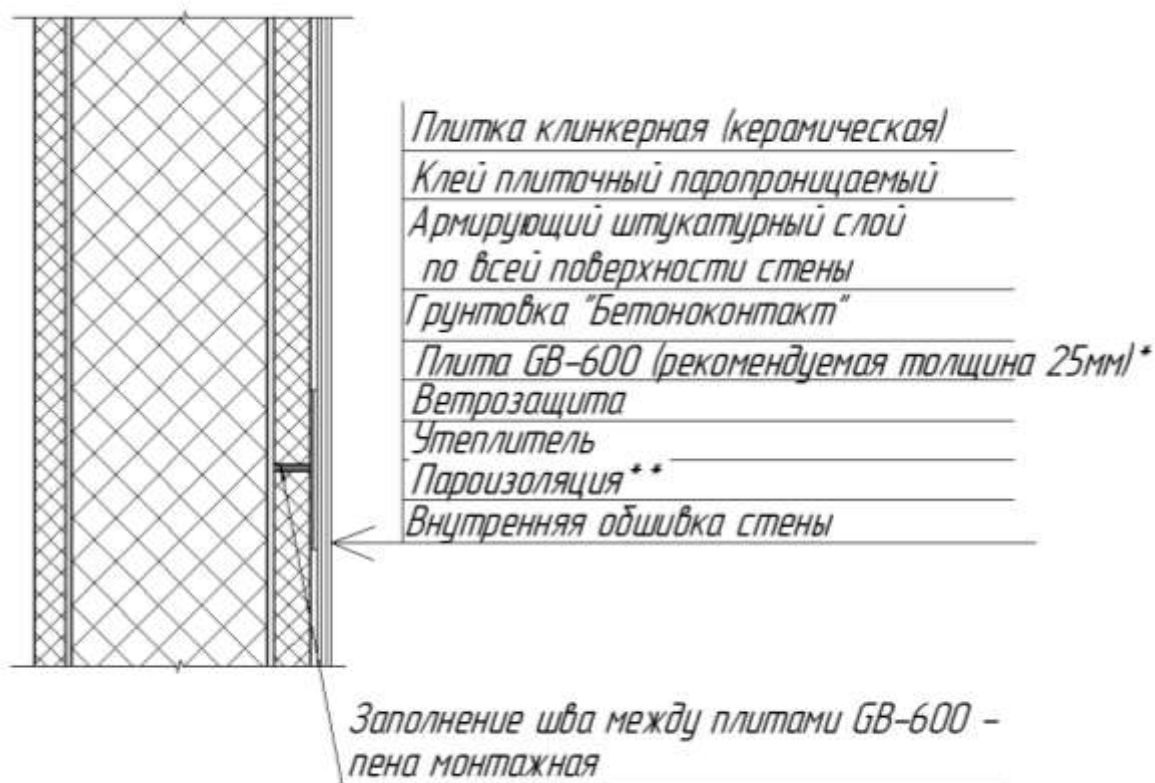 Плитка клинкерная (керамическая)
Клей плиточный паропроницаемый
Армирующий штукатурный слой
по всей поверхности стены
Грунтовка "Бетоноконтакт"
Плита GB-600 (рекомендуемая толщина 25мм)*
Ветрозащита
Утеплитель
Пароизоляция**
Внутренняя обшивка стены
Заполнение шва между плитами GB-600 -
пена монтажная